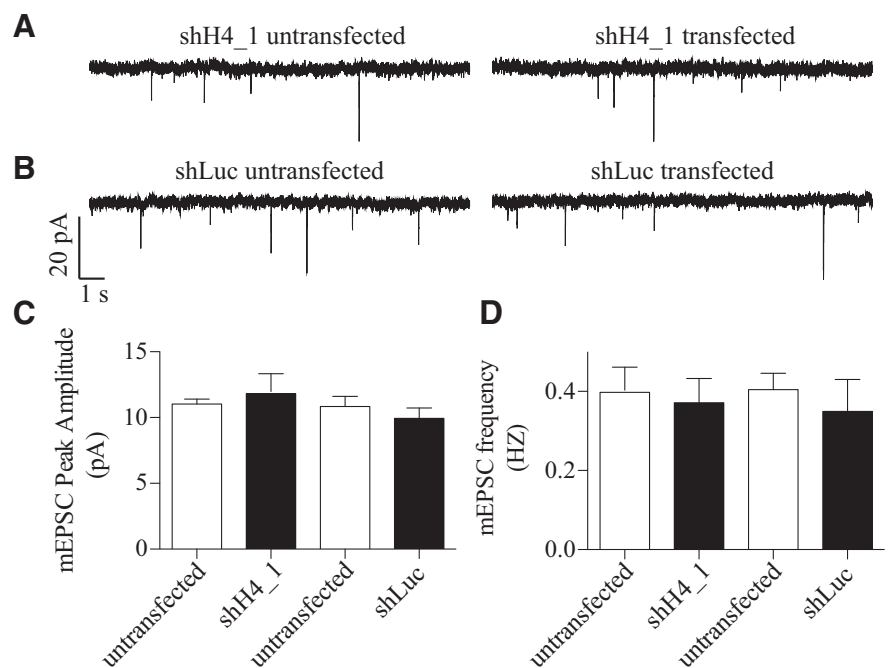 A
shH4_1 untransfected
shH4_1 transfected
B
shLuc untransfected
shLuc transfected
20 pA
1 s
C
mEPSC Peak Amplitude
(pA)
15
10
5
0
untransfected
shH4_1
untransfected
shLuc
D
mEPSC frequency
(HZ)
0.4
0.2
0.0
untransfected
shH4_1
untransfected
shLuc